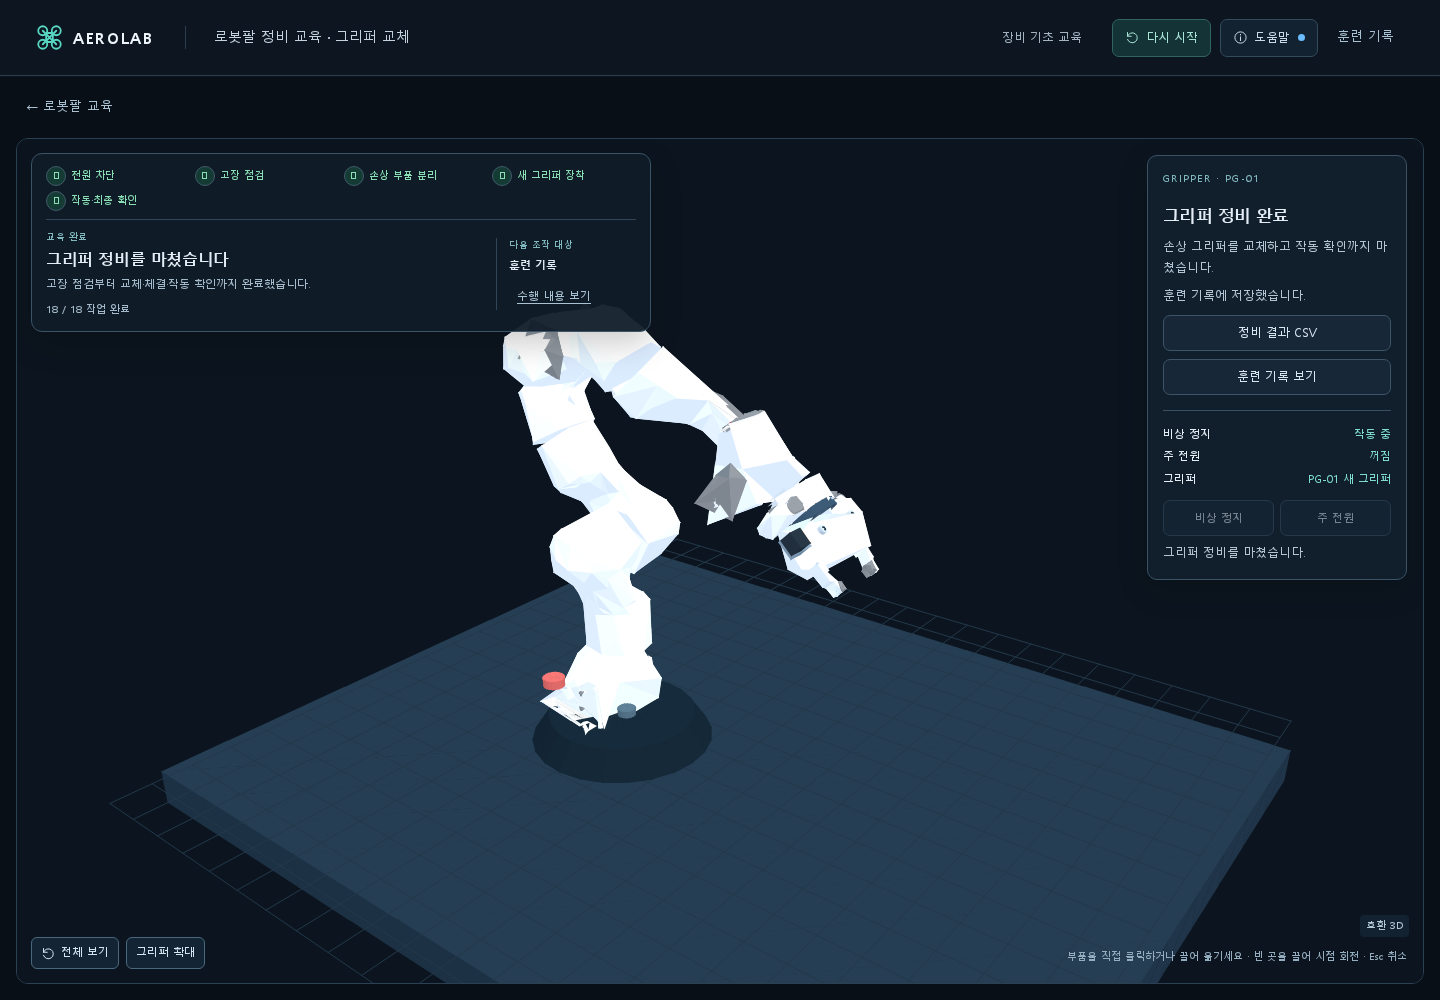 AEROLAB
로봇팔 정비 교육 · 그리퍼 교체
장비 기초 교육
다시 시작
도움말
훈련 기록
← 로봇팔 교육
전원 차단
고장 점검
손상 부품 분리
새 그리퍼 장착
작동·최종 확인
교육 완료
그리퍼 정비를 마쳤습니다
고장 점검부터 교체·체결·작동 확인까지 완료했습니다.
18 / 18 작업 완료
다음 조작 대상
훈련 기록
수행 내용 보기
GRIPPER · PG-01
그리퍼 정비 완료
손상 그리퍼를 교체하고 작동 확인까지 마
쳤습니다.
훈련 기록에 저장했습니다.
정비 결과 CSV
훈련 기록 보기
비상 정지 작동 중
주 전원 꺼짐
그리퍼 PG-01 새 그리퍼
비상 정지
주 전원
그리퍼 정비를 마쳤습니다.
호환 3D
전체 보기
그리퍼 확대
부품을 직접 클릭하거나 끌어 옮기세요 · 빈 곳을 끌어 시점 회전 · Esc 취소